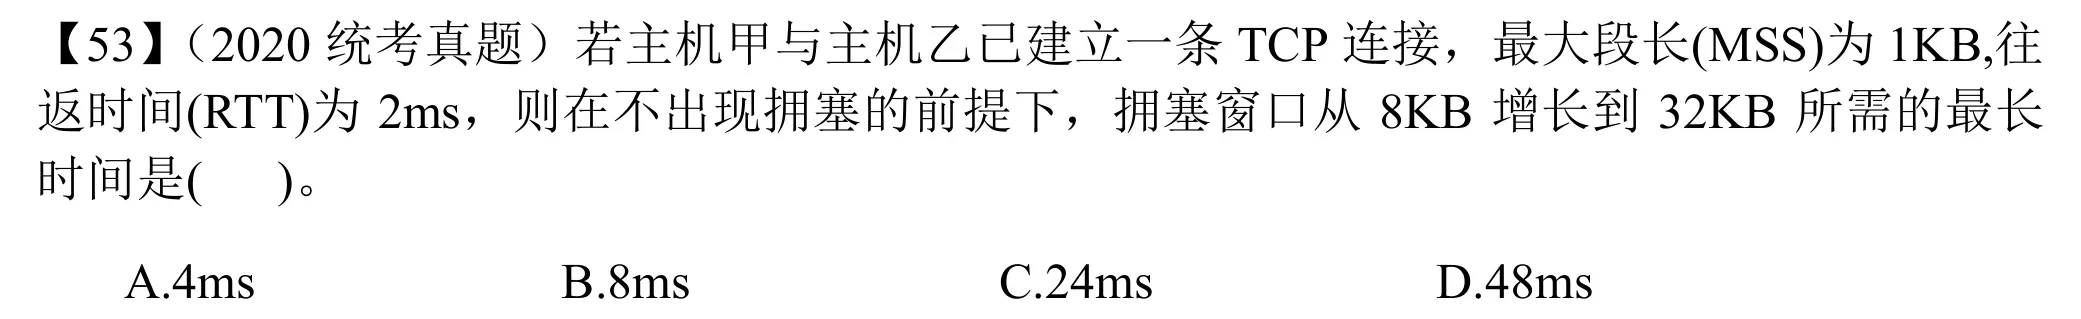 【53】（2020 统考真题）若主机甲与主机乙已建立一条 TCP 连接，最大段长(MSS)为 1KB,往
返时间(RTT)为 2ms，则在不出现拥塞的前提下，拥塞窗口从 8KB 增长到 32KB 所需的最长
时间是( )。
A.4ms B.8ms C.24ms D.48ms